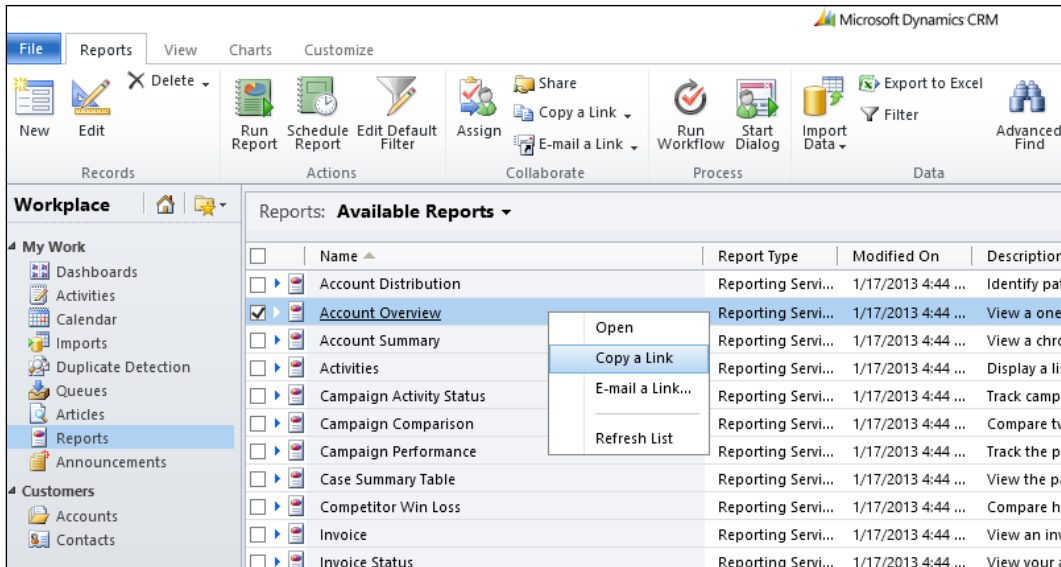 Microsoft Dynamics CRM
File Reports View Charts Customize
New
Edit
Delete
Run Report
Schedule Report
Edit Default Filter
Assign
Share
Copy a Link
E-mail a Link
Run Workflow
Start Dialog
Import Data
Export to Excel
Filter
Advanced Find
Records Actions Collaborate Process Data
Workplace
My Work
Dashboards
Activities
Calendar
Imports
Duplicate Detection
Queues
Articles
Reports
Announcements
Customers
Accounts
Contacts
Reports: Available Reports
Name Report Type Modified On Description
Account Distribution Reporting Servi... 1/17/2013 4:44 ... Identify
Account Overview Reporting Servi... 1/17/2013 4:44 ... View a one
Account Summary Reporting Servi... 1/17/2013 4:44 ... View a
Activities Reporting Servi... 1/17/2013 4:44 ... Display a
Campaign Activity Status Reporting Servi... 1/17/2013 4:44 ... Track
Campaign Comparison Reporting Servi... 1/17/2013 4:44 ... Compare
Campaign Performance Reporting Servi... 1/17/2013 4:44 ... Track the
Case Summary Table Reporting Servi... 1/17/2013 4:44 ... View the
Competitor Win Loss Reporting Servi... 1/17/2013 4:44 ... Compare
Invoice Reporting Servi... 1/17/2013 4:44 ... View an
Invoice Status Reporting Servi... 1/17/2013 4:44 ... View your
Open
Copy a Link
E-mail a Link...
Refresh List